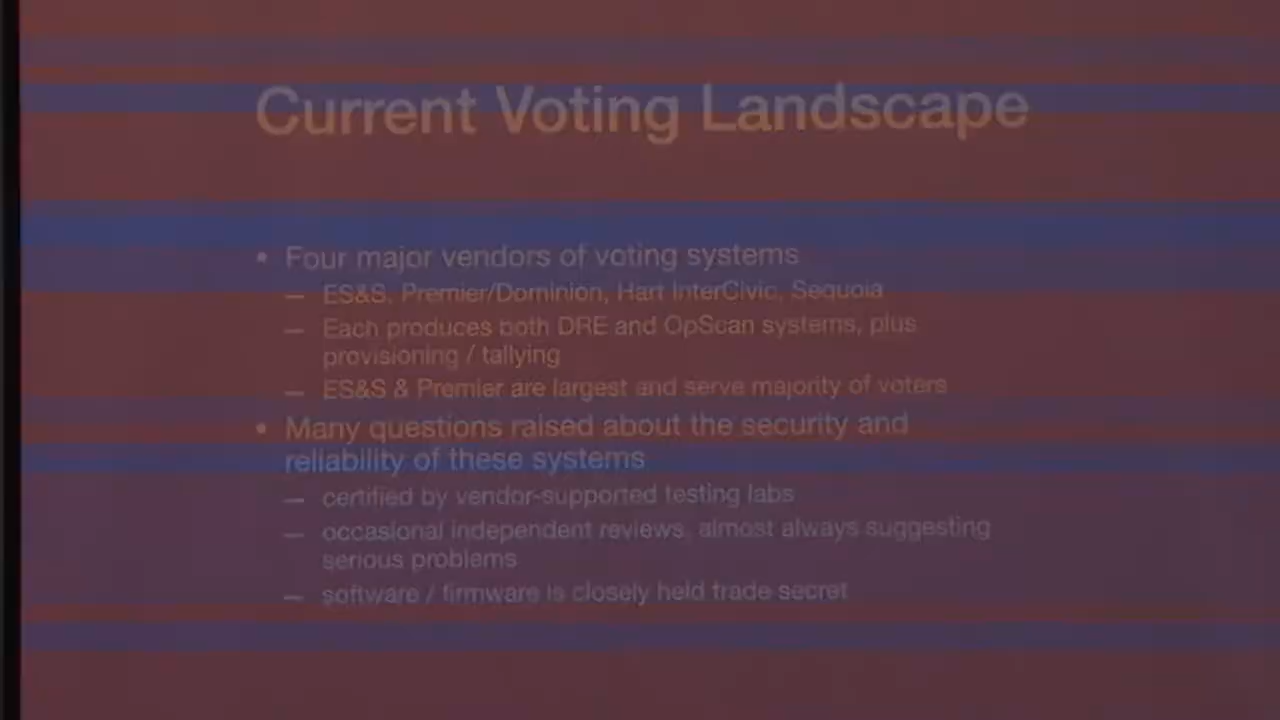 Current Voting Landscape
• Four major vendors of voting systems
– ES&S, Premier/Dominion, Hart InterCivic, Sequoia
– Each produces both DRE and OpScan systems, plus
provisioning / tallying
– ES&S & Premier are largest and serve majority of voters
• Many questions raised about the security and
reliability of these systems
– certified by vendor-supported testing labs
– occasional independent reviews, almost always suggesting
serious problems
– software / firmware is closely held trade secret